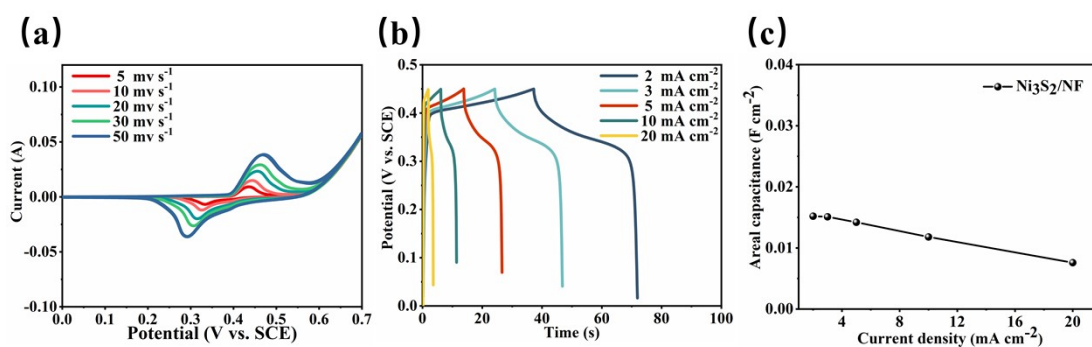 (a)
Current (A)
0.10
0.05
0.00
-0.05
-0.10
5 mv s⁻¹
10 mv s⁻¹
20 mv s⁻¹
30 mv s⁻¹
50 mv s⁻¹
0.0 0.1 0.2 0.3 0.4 0.5 0.6 0.7
Potential (V vs. SCE)
(b)
Potential (V vs. SCE)
0.5
0.4
0.3
0.4
0.1
0.0
2 mA cm⁻²
3 mA cm⁻²
5 mA cm⁻²
10 mA cm⁻²
20 mA cm⁻²
0 20 40 60 80 100
Time (s)
(c)
Areal capacitance (F cm⁻²)
0.04
0.03
0.02
0.01
0.00
Ni₃S₂/NF
0 4 8 12 16 20
Current density (mA cm⁻²)